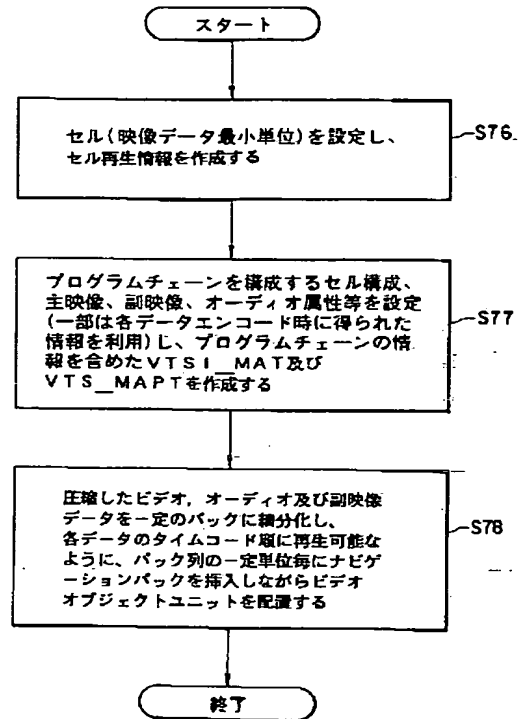 スタート
セル(映像データ最小単位)を設定し、
セル再生情報を作成する
S76
プログラムチェーンを構成するセル構成、
主映像、副映像、オーディオ属性等を設定
(一部は各データエンコード時に得られた
情報を利用)し、プログラムチェーンの情
報を含めたVTSI__MAT及び
VTS__MAPTを作成する
S77
圧縮したビデオ,オーディオ及び副映像
データを一定のパックに細分化し、
各データのタイムコード順に再生可能な
ように、パック列の一定単位毎にナビゲ
ーションパックを挿入しながらビデオ
オブジェクトユニットを配置する
S78
終了